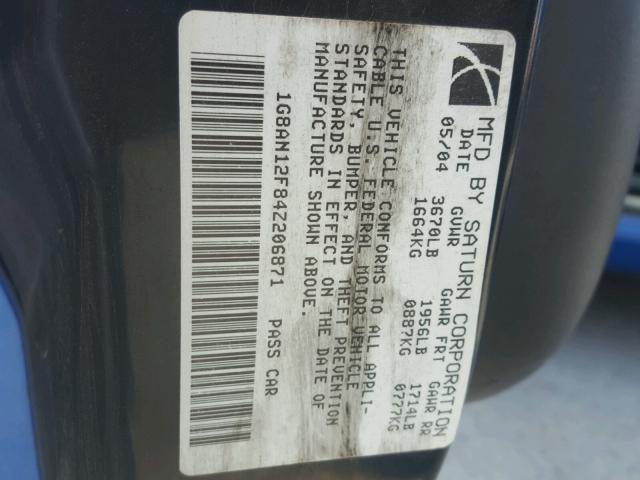 MFD BY SATURN CORPORATION
DATE GVWR GAWR FRT GAWR RR
05/04 3670LB 1956LB 1714LB
1664KG 0887KG 0777KG
THIS VEHICLE CONFORMS TO ALL APPLI-
CABLE U.S. FEDERAL MOTOR VEHICLE
SAFETY, BUMPER, AND THEFT PREVENTION
STANDARDS IN EFFECT ON THE DATE OF
MANUFACTURE SHOWN ABOVE.
1G8AN12F84Z206871 PASS CAR